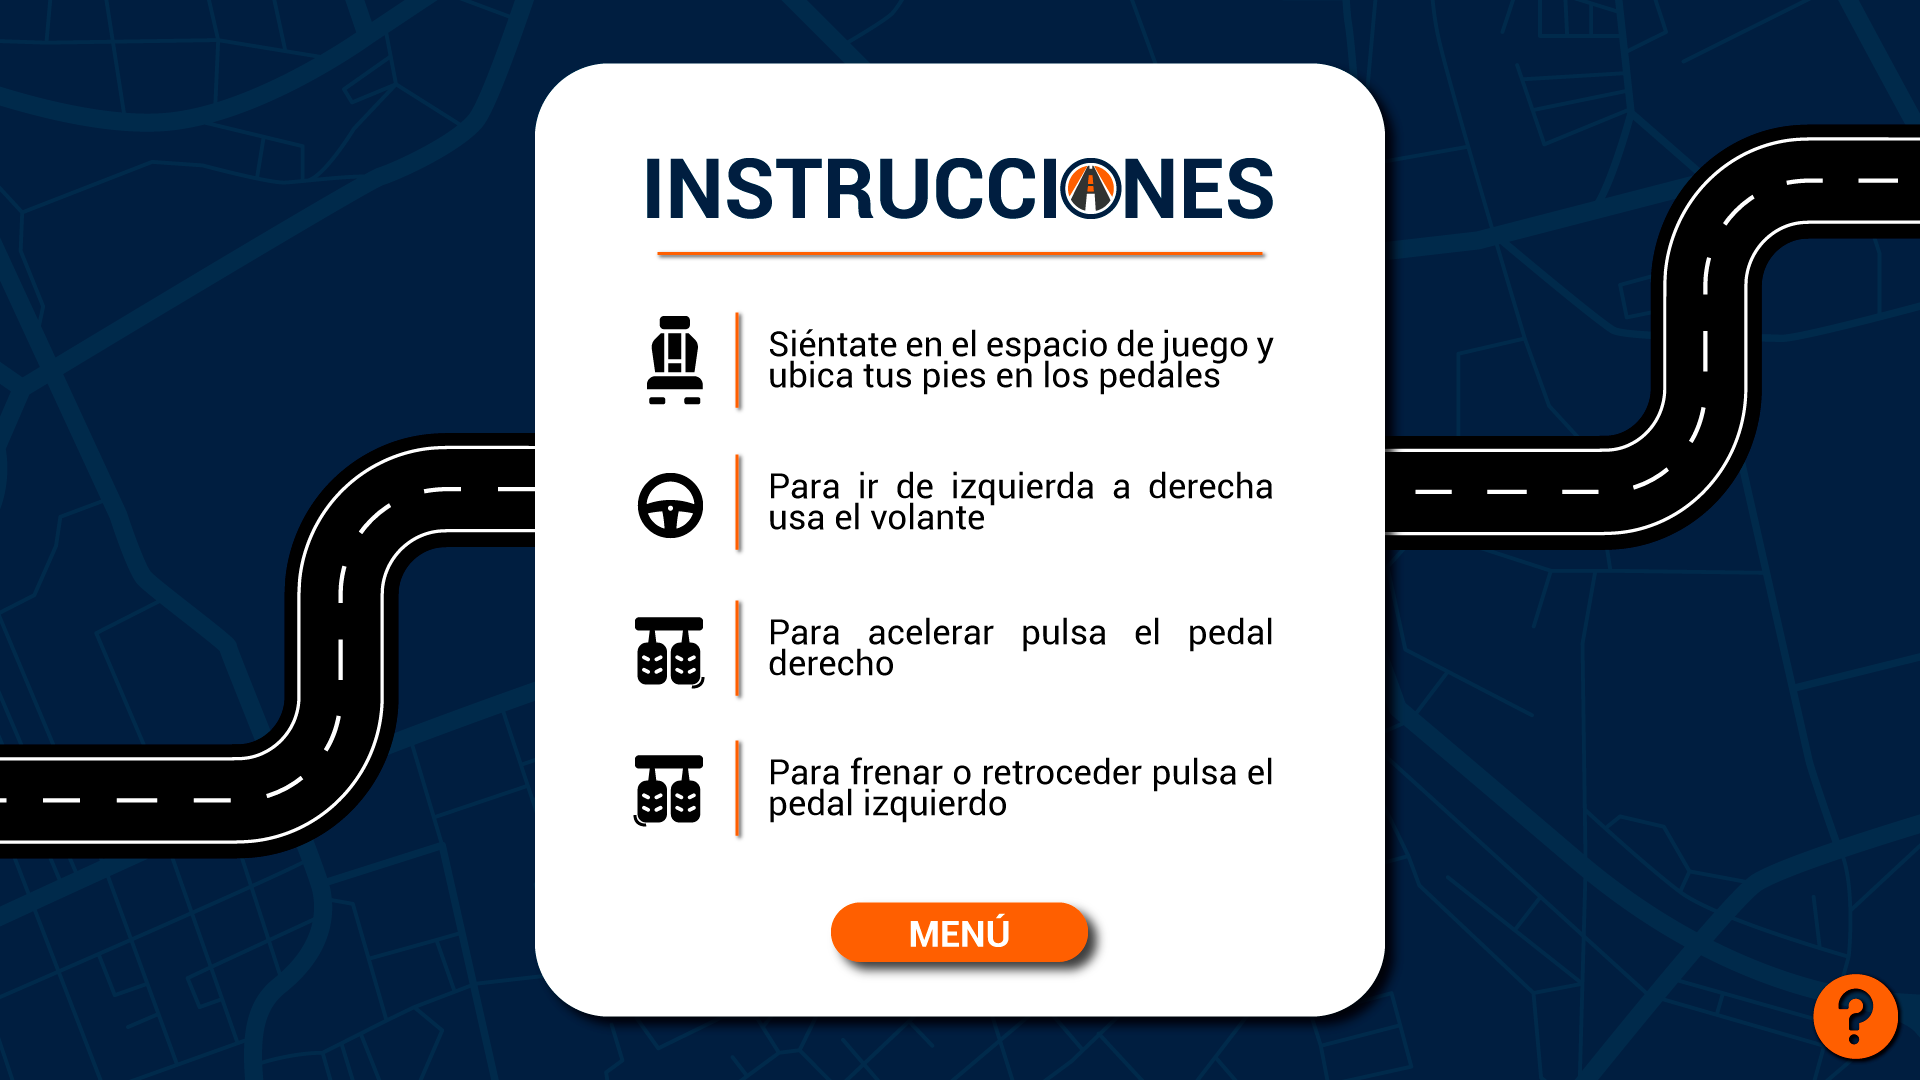 INSTRUCCIONES
Siéntate en el espacio de juego y
ubica tus pies en los pedales
Para ir de izquierda a derecha
usa el volante
Para acelerar pulsa el pedal
derecho
Para frenar o retroceder pulsa el
pedal izquierdo
MENÚ
?